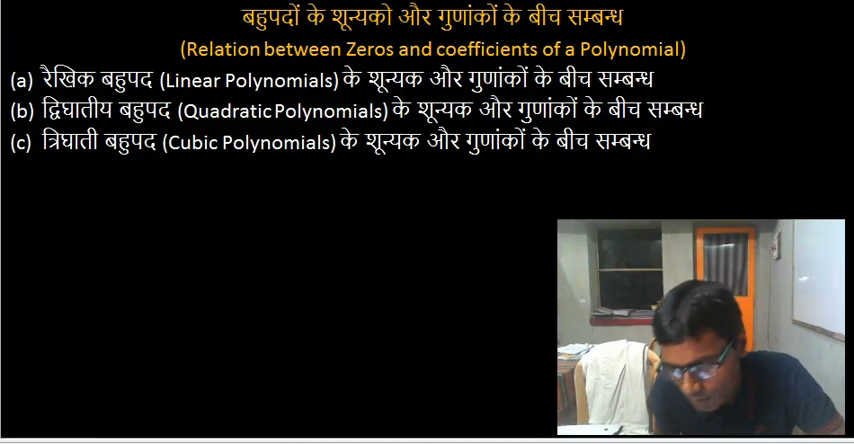 बहुपदों के शून्यको और गुणांकों के बीच सम्बन्ध
(Relation between Zeros and coefficients of a Polynomial)
(a) रैखिक बहुपद (Linear Polynomials) के शून्यक और गुणांकों के बीच सम्बन्ध
(b) द्विघातीय बहुपद (Quadratic Polynomials) के शून्यक और गुणांकों के बीच सम्बन्ध
(c) त्रिघाती बहुपद (Cubic Polynomials) के शून्यक और गुणांकों के बीच सम्बन्ध